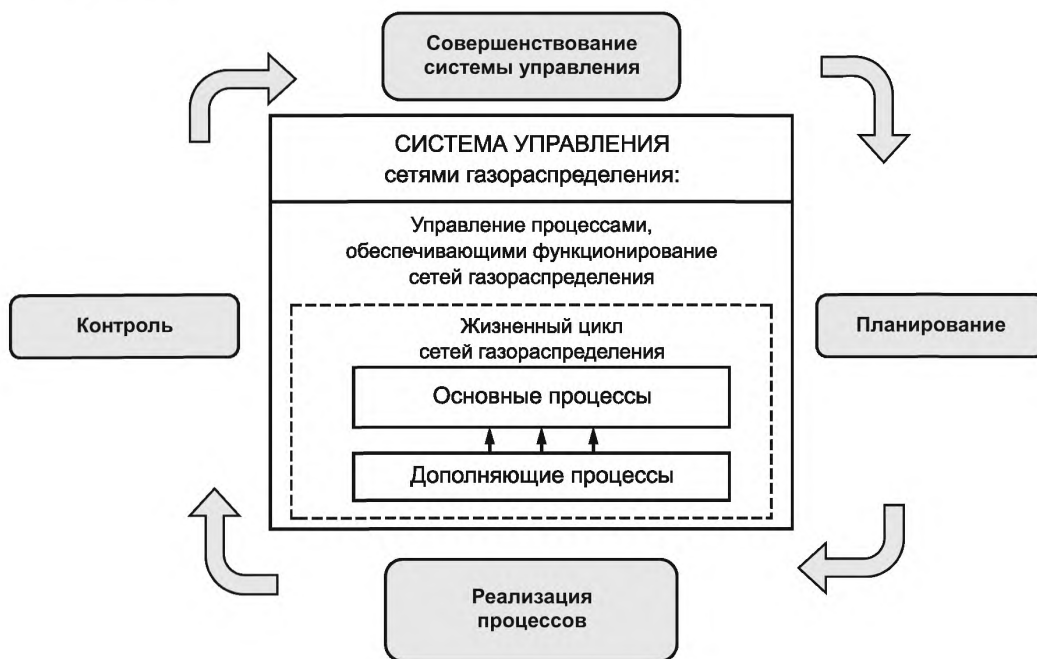 Совершенствование
системы управления
СИСТЕМА УПРАВЛЕНИЯ
сетями газораспределения:
Управление процессами,
обеспечивающими функционирование
сетей газораспределения
Контроль
Планирование
Жизненный цикл
сетей газораспределения
Основные процессы
Дополняющие процессы
Реализация
процессов